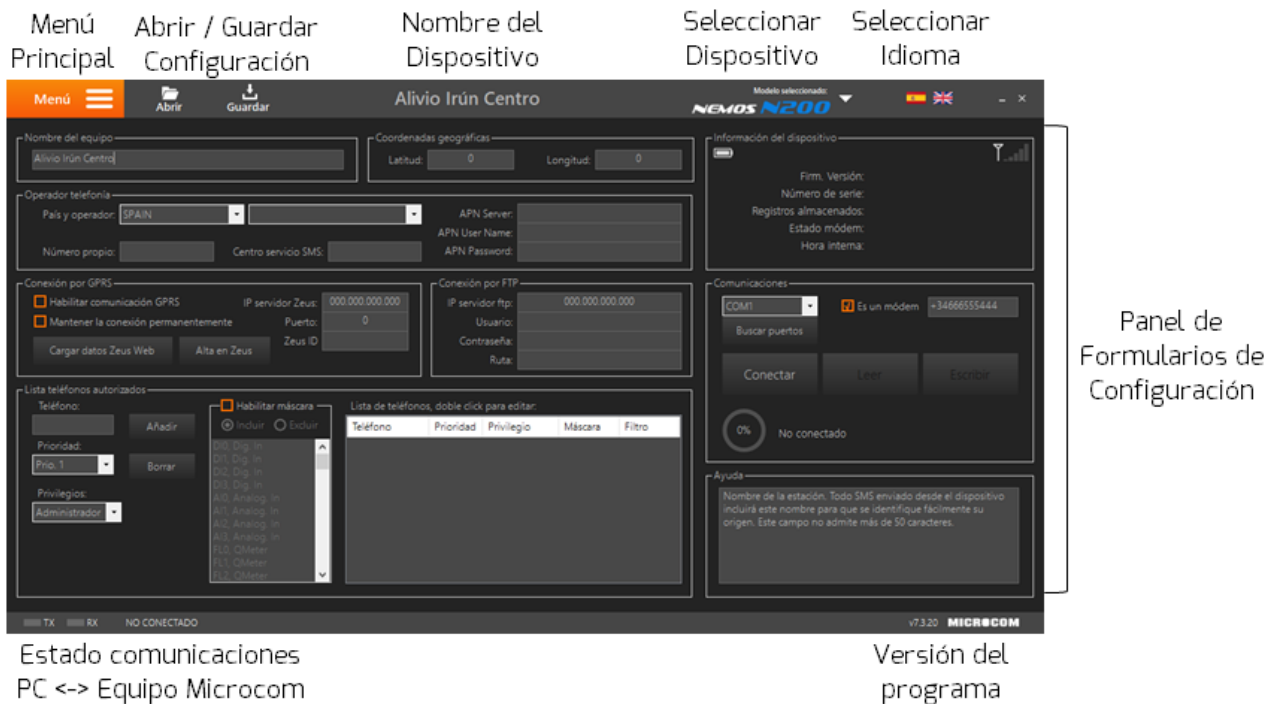 Menú Principal
Abrir / Guardar Configuración
Nombre del Dispositivo
Seleccionar Dispositivo
Seleccionar Idioma
Menú
Abrir
Guardar
Alivio Irún Centro
Modelo seleccionado:
NEMOS N200
Nombre del equipo
Alivio Irún Centro
Coordenadas geográficas
Latitud: 0
Longitud: 0
Operador telefonía
País y operador: SPAIN
Número propio:
Centro servicio SMS:
APN Server:
APN User Name:
APN Password:
Conexión por GPRS
Habilitar comunicación GPRS
Mantener la conexión permanentemente
Cargar datos Zeus Web
Alta en Zeus
IP servidor Zeus: 000.000.000.000
Puerto: 0
Zeus ID
Conexión por FTP
IP servidor ftp: 000.000.000.000
Usuario:
Contraseña:
Ruta:
Lista teléfonos autorizados
Teléfono:
Añadir
Prioridad:
Prio. 1
Borrar
Privilegios:
Administrador
Habilitar máscara
Incluir
Excluir
DI0, Dig. In
DI1, Dig. In
DI2, Dig. In
DI3, Dig. In
AI0, Analog. In
AI1, Analog. In
AI2, Analog. In
AI3, Analog. In
FL0, QMeter
FL1, QMeter
FL2, QMeter
Lista de teléfonos, doble click para editar:
Teléfono Prioridad Privilegio Máscara Filtro
Información del dispositivo
Firm. Versión:
Número de serie:
Registros almacenados:
Estado módem:
Hora interna:
Comunicaciones
COM1
Es un módem
+34666555444
Buscar puertos
Conectar
Leer
Escribir
0%
No conectado
Ayuda
Nombre de la estación. Todo SMS enviado desde el dispositivo
incluirá este nombre para que se identifique fácilmente su
origen. Este campo no admite más de 50 caracteres.
TX
RX
NO CONECTADO
v7.3.20
MICROCOM
Panel de
Formularios de
Configuración
Estado comunicaciones
PC <-> Equipo Microcom
Versión del
programa